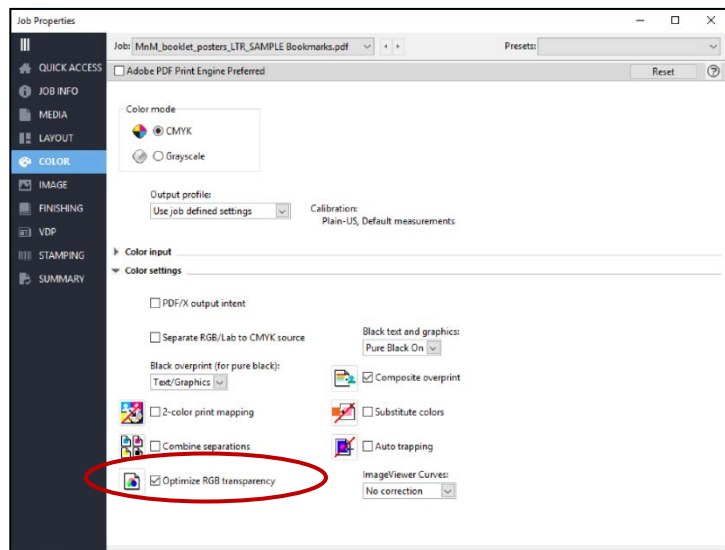 Job Properties
Job: MnM_booklet_posters_LTR_SAMPLE Bookmarks.pdf Presets:
QUICK ACCESS
JOB INFO
MEDIA
LAYOUT
COLOR
IMAGE
FINISHING
VDP
STAMPING
SUMMARY
Adobe PDF Print Engine Preferred Reset ?
Color mode
CMYK
Grayscale
Output profile:
Use job defined settings
Calibration:
Plain-US, Default measurements
Color input
Color settings
PDF/X output intent
Separate RGB/Lab to CMYK source
Black text and graphics:
Pure Black On
Black overprint (for pure black):
Text/Graphics
Composite overprint
2-color print mapping
Substitute colors
Combine separations
Auto trapping
Optimize RGB transparency
ImageViewer Curves:
No correction